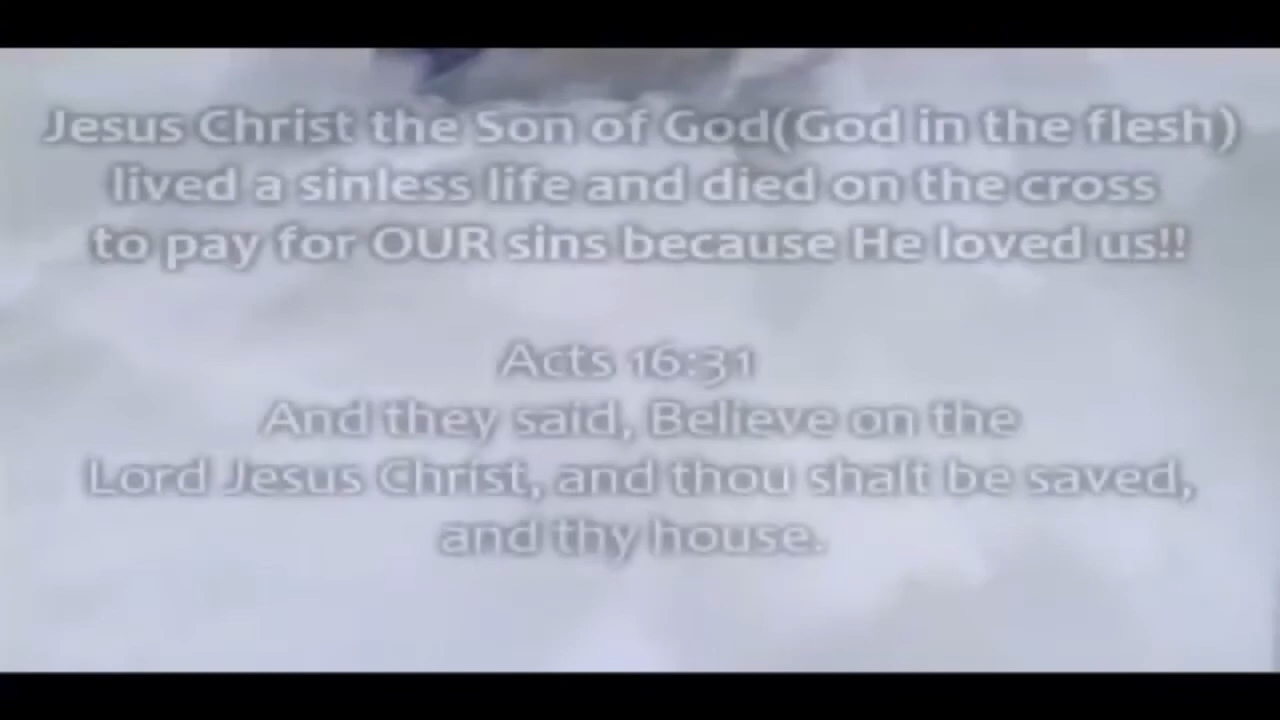 Jesus Christ the Son of God(God in the flesh)
lived a sinless life and died on the cross
to pay for OUR sins because He loved us!!
Acts 16:31
And they said, Believe on the
Lord Jesus Christ, and thou shalt be saved,
and thy house.